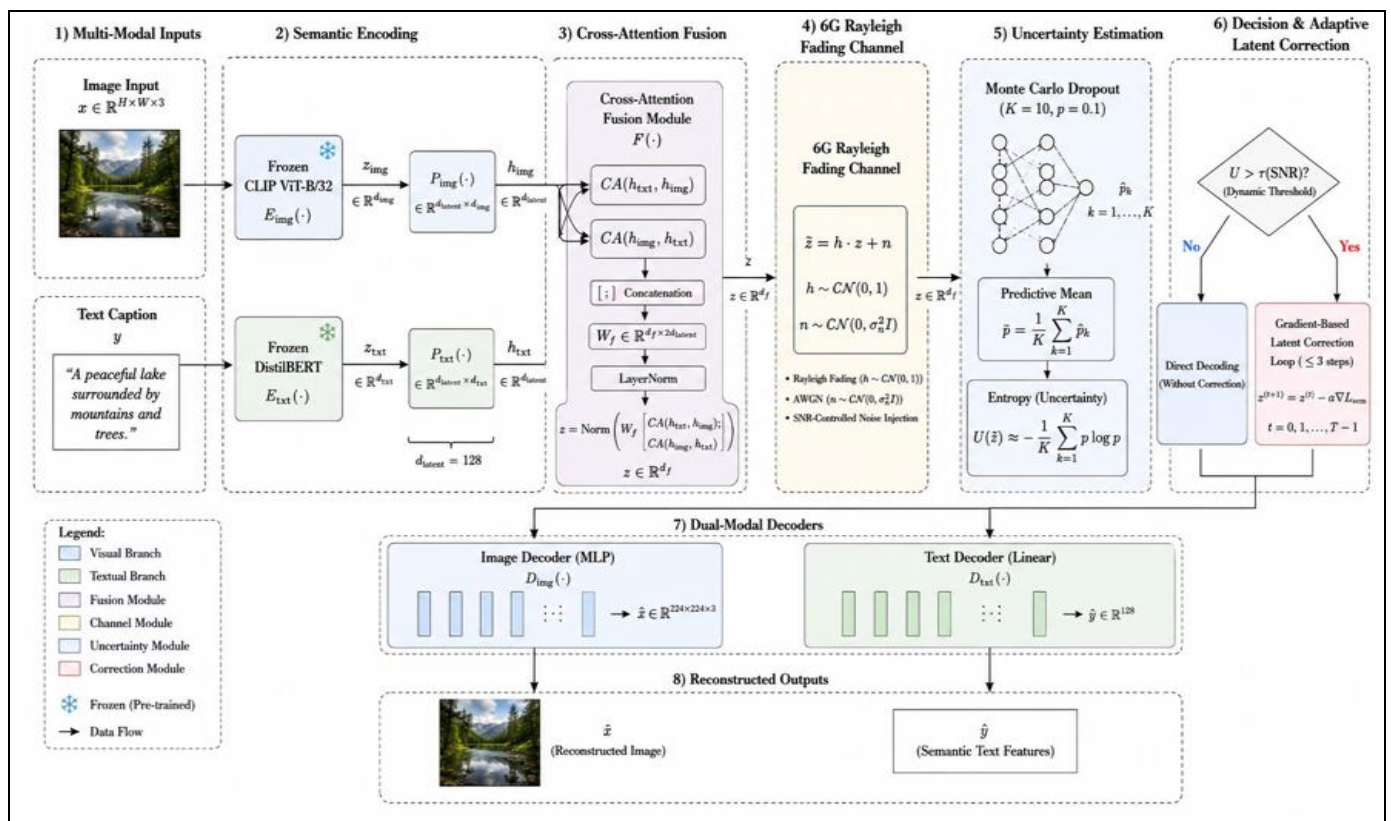 1) Multi-Modal Inputs
Image Input
x ∈ ℝ^{H×W×3}
Text Caption
y
"A peaceful lake
surrounded by
mountains and
trees."
2) Semantic Encoding
Frozen
CLIP ViT-B/32
E_img(·)
z_img
∈ ℝ^{d_img}
P_img(·)
∈ ℝ^{d_latent×d_img}
h_img
∈ ℝ^{d_latent}
Frozen
DistilBERT
E_txt(·)
z_txt
∈ ℝ^{d_txt}
P_txt(·)
∈ ℝ^{d_latent×d_txt}
h_txt
∈ ℝ^{d_latent}
d_latent = 128
3) Cross-Attention Fusion
Cross-Attention
Fusion Module
F(·)
CA(h_txt, h_img)
CA(h_img, h_txt)
[ ; ] Concatenation
W_f ∈ ℝ^{d_f×2d_latent}
LayerNorm
z = Norm(W_f [CA(h_txt, h_img);
CA(h_img, h_txt)])
z ∈ ℝ^{d_f}
z
z ∈ ℝ^{d_f}
4) 6G Rayleigh
Fading Channel
6G Rayleigh
Fading Channel
z̃ = h · z + n
h ~ CN(0, 1)
n ~ CN(0, σ_n^2 I)
• Rayleigh Fading (h ~ CN(0, 1))
• AWGN (n ~ CN(0, σ_n^2 I))
• SNR-Controlled Noise Injection
z ∈ ℝ^{d_f}
5) Uncertainty Estimation
Monte Carlo Dropout
(K = 10, p = 0.1)
p̂_k
k = 1, . . . , K
Predictive Mean
p̄ = 1/K ∑_{k=1}^{K} p̂_k
Entropy (Uncertainty)
U(z̃) ≈ − 1/K ∑_{k=1}^{K} p log p
6) Decision & Adaptive
Latent Correction
U > τ(SNR)?
(Dynamic Threshold)
No
Yes
Direct Decoding
(Without Correction)
Gradient-Based
Latent Correction
Loop ( ≤ 3 steps)
z^{(t+1)} = z^{(t)} − a∇L_sem
t = 0, 1, . . . , T − 1
Legend:
Visual Branch
Textual Branch
Fusion Module
Channel Module
Uncertainty Module
Correction Module
Frozen (Pre-trained)
Data Flow
7) Dual-Modal Decoders
Image Decoder (MLP)
D_img(·)
x̂ ∈ ℝ^{224×224×3}
Text Decoder (Linear)
D_txt(·)
ŷ ∈ ℝ^{128}
8) Reconstructed Outputs
x̂
(Reconstructed Image)
ŷ
(Semantic Text Features)